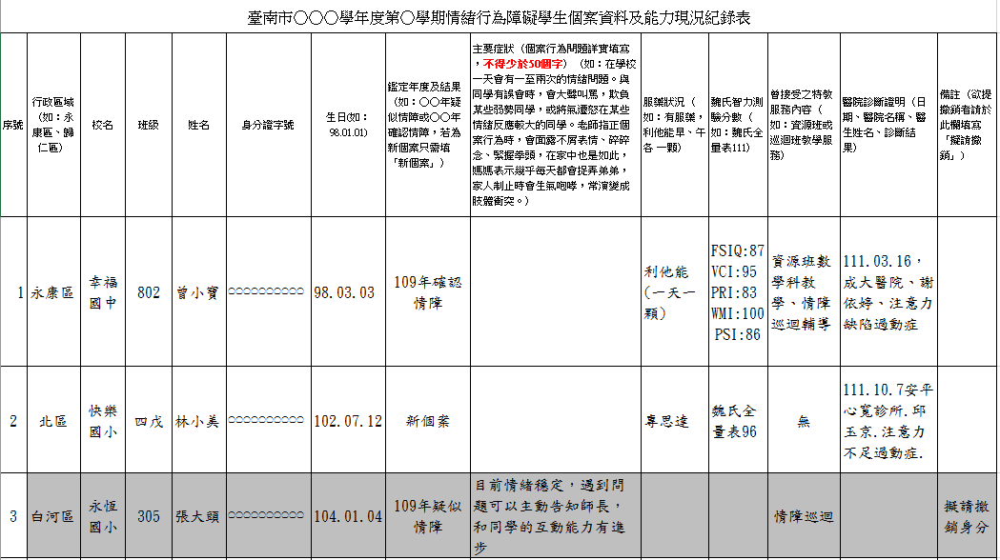 臺南市○○○學年度第○學期情緒行為障礙學生個案資料及能力現況紀錄表
序號
行政區域
（如：永
康區、歸
仁區）
校名
班級
姓名
身分證字號
生日(如：
98.01.01)
鑑定年度及結果
（如：○○年疑
似情障或○○年
確認情障，若為
新個案只需填
「新個案」）
主要症狀（個案行為問題詳實填寫
，不得少於50個字）（如：在學校
一天會有一至兩次的情緒問題。與
同學有誤會時，會大聲叫罵，欺負
某些弱勢同學，或將氣遷怒在某些
情緒反應較大的同學。老師指正個
案行為時，會面露不屑表情、碎碎
念、緊握拳頭，在家中也是如此，
媽媽表示幾乎每天都會捉弄弟弟，
家人制止時會生氣咆哮，常演變成
肢體衝突。）
服藥狀況（
如：有服藥，
利他能早、午
各 一顆）
魏氏智力測
驗分數（
如：魏氏全
量表111）
曾接受之特教
服務內容（
如：資源班或
巡迴班教學服
務）
醫院診斷證明（日
期、醫院名稱、醫
生姓名、診斷結
果）
備註（欲提
撤銷者請於
此欄填寫
「擬請撤
銷」）
1
永康區
幸福
國中
802
曾小寶
○○○○○○○○○○
98.03.03
109年確認
情障
利他能
(一天一
顆)
FSIQ:87
VCI:95
PRI:83
WMI:100
PSI:86
資源班數
學科教
學、情障
巡迴輔導
111.03.16，
成大醫院、謝
依婷、注意力
缺陷過動症
2
北區
快樂
國小
四戊
林小美
○○○○○○○○○○
102.07.12
新個案
專思達
魏氏全
量表96
無
111.10.7安平
心寬診所.邱
玉京.注意力
不足過動症.
3
白河區
永恆
國小
305
張大頭
○○○○○○○○○○
104.01.04
109年疑似
情障
目前情緒穩定，遇到問
題可以主動告知師長，
和同學的互動能力有進
步
情障巡迴
擬請撤
銷身分